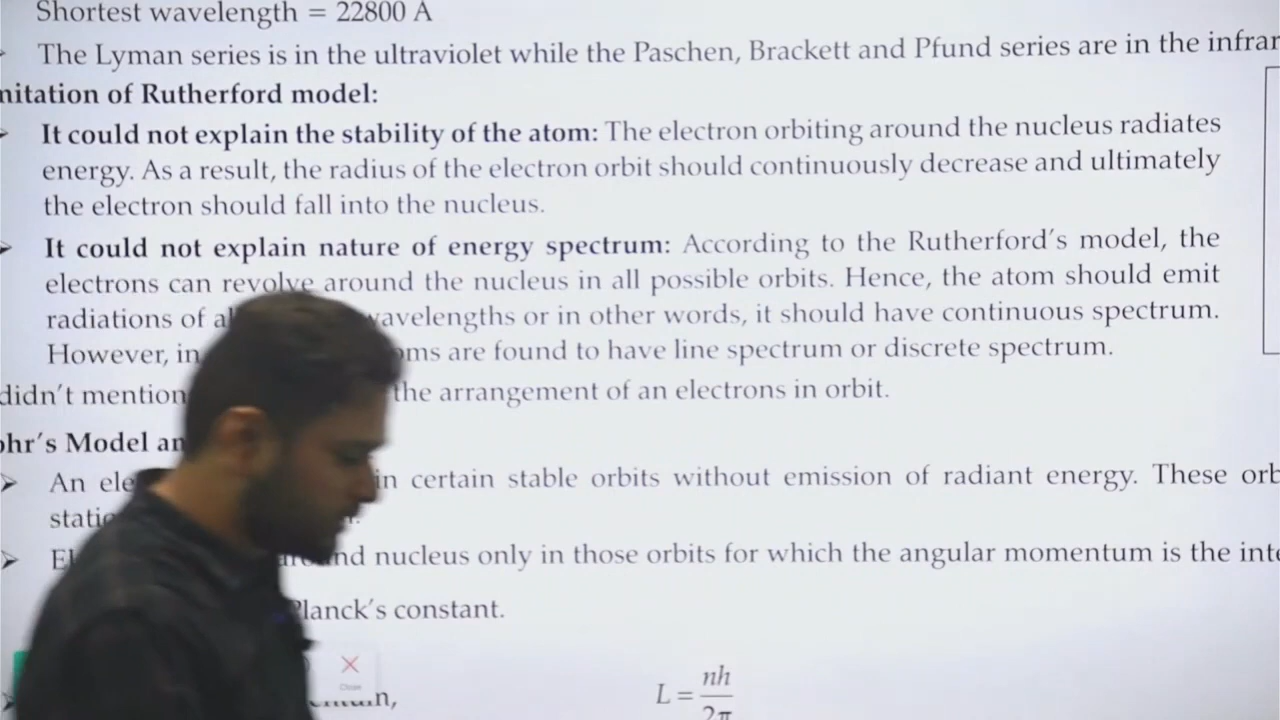 Shortest wavelength = 22800 A
The Lyman series is in the ultraviolet while the Paschen, Brackett and Pfund series are in the infrar
mitation of Rutherford model:
It could not explain the stability of the atom: The electron orbiting around the nucleus radiates
energy. As a result, the radius of the electron orbit should continuously decrease and ultimately
the electron should fall into the nucleus.
It could not explain nature of energy spectrum: According to the Rutherford's model, the
electrons can revolve around the nucleus in all possible orbits. Hence, the atom should emit
radiations of wavelengths or in other words, it should have continuous spectrum.
However, in oms are found to have line spectrum or discrete spectrum.
didn't mention the arrangement of an electrons in orbit.
ohr's Model an
An ele in certain stable orbits without emission of radiant energy. These orb
static
El nd nucleus only in those orbits for which the angular momentum is the inte
Planck's constant.
Close
n,
L = nh/2π